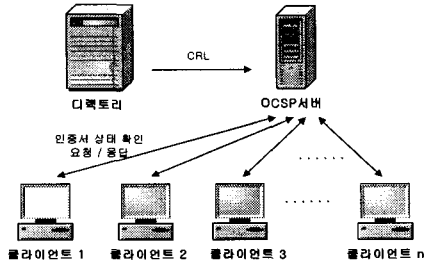 CRL
디렉토리
OCSP서버
인증서 상태 확인
요청 / 응답
......
......
클라이언트 1
클라이언트 2
클라이언트 3
클라이언트 n